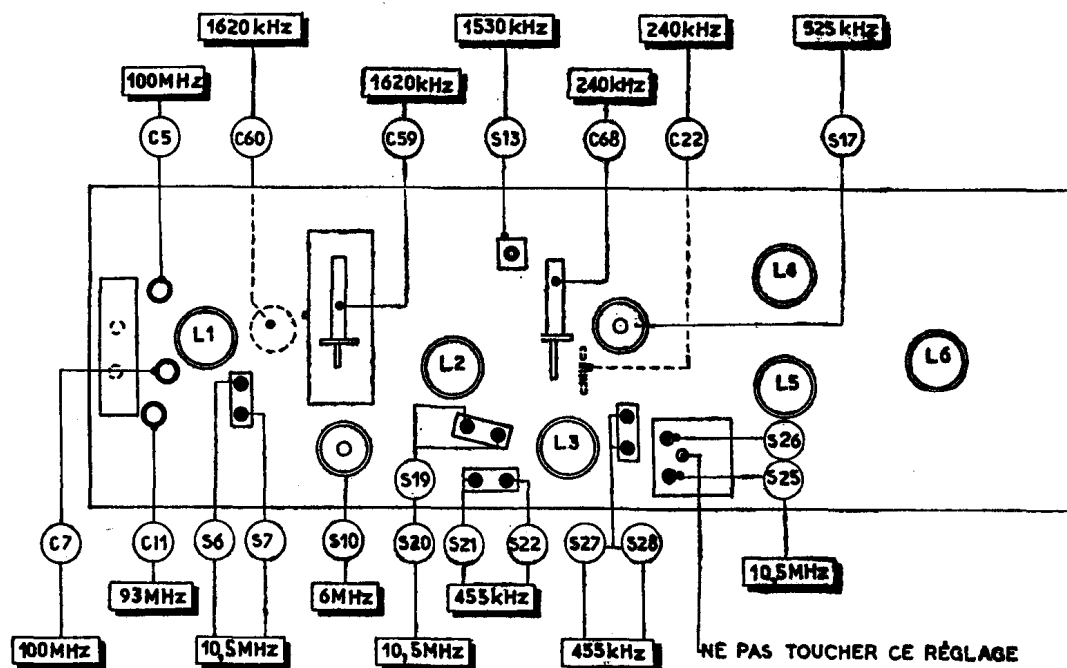 1620kHz
1530kHz
240kHz
525kHz
100MHz
1620kHz
240kHz
C5
C60
C59
S13
C68
C22
S17
L4
L1
L2
L6
L5
L3
S26
S19
S25
C7
C11
S6
S7
S10
S20
S21
S22
S27
S28
10,5MHz
93MHz
6MHz
455kHz
100MHz
10,5MHz
10,5MHz
455kHz
NE PAS TOUCHER CE RÉGLAGE